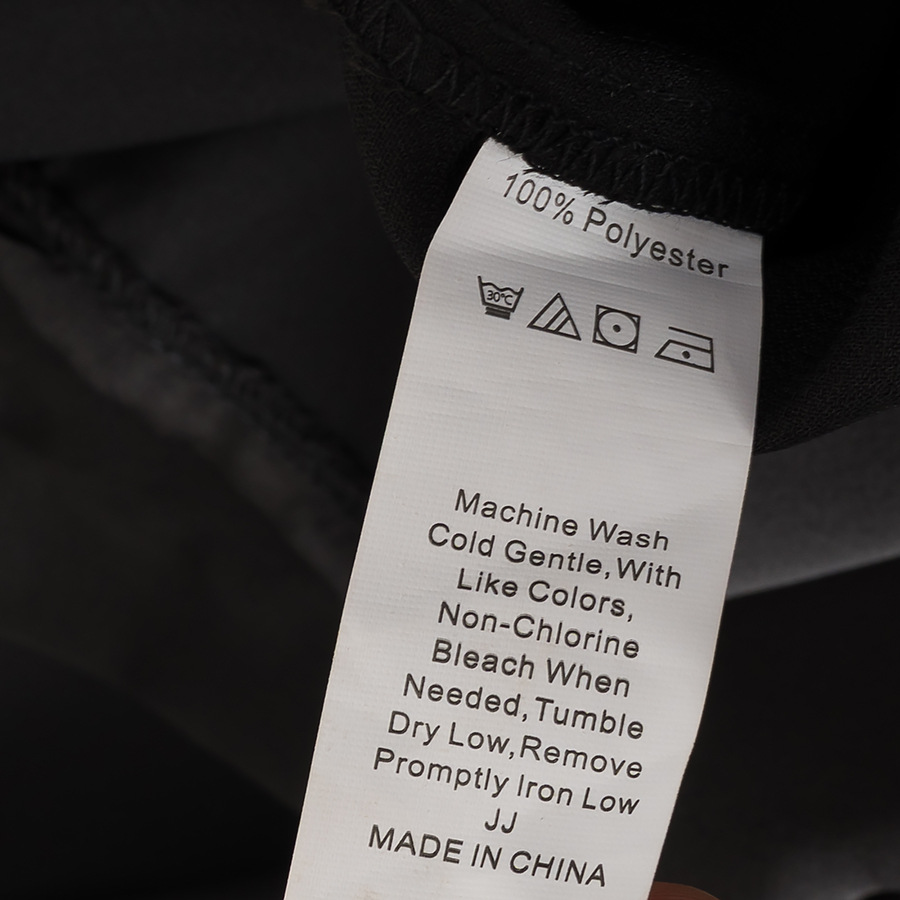 100% Polyester
30℃
Machine Wash
Cold Gentle,With
Like Colors,
Non-Chlorine
Bleach When
Needed,Tumble
Dry Low,Remove
Promptly Iron Low
JJ
MADE IN CHINA